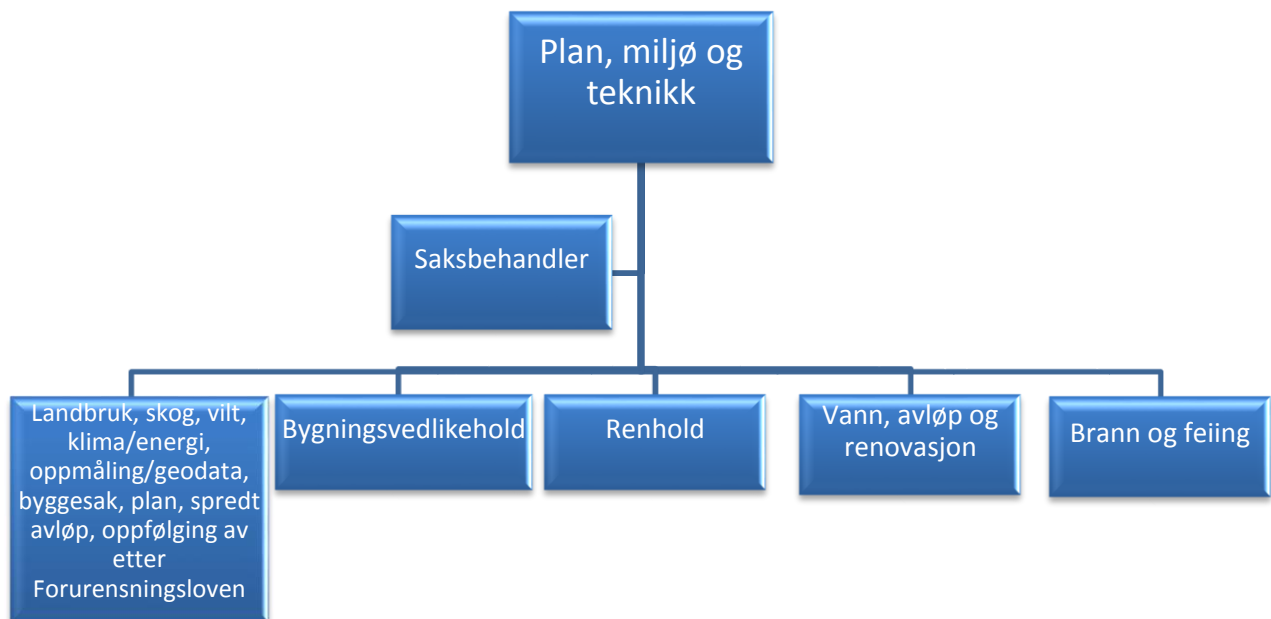 Plan, miljø og
teknikk
Saksbehandler
Landbruk, skog, vilt,
klima/energi,
oppmåling/geodata,
byggesak, plan, spredt
avløp, oppfølging av
etter
Forurensningsloven
Bygningsvedlikehold
Renhold
Vann, avløp og
renovasjon
Brann og feiing